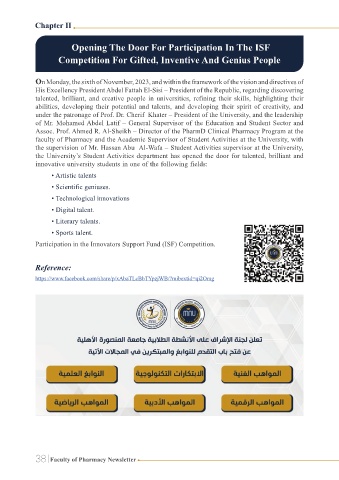 Chapter II
Opening The Door For Participation In The ISF
Competition For Gifted, Inventive And Genius People
On Monday, the sixth of November, 2023, and within the framework of the vision and directives of
His Excellency President Abdel Fattah El-Sisi – President of the Republic, regarding discovering
talented, brilliant, and creative people in universities, refining their skills, highlighting their
abilities, developing their potential and talents, and developing their spirit of creativity, and
under the patronage of Prof. Dr. Cherif Khater – President of the University, and the leadership
of Mr. Mohamed Abdel Latif – General Supervisor of the Education and Student Sector and
Assoc. Prof. Ahmed R. Al-Sheikh – Director of the PharmD Clinical Pharmacy Program at the
faculty of Pharmacy and the Academic Supervisor of Student Activities at the University, with
the supervision of Mr. Hassan Abu Al-Wafa – Student Activities supervisor at the University,
the University's Student Activities department has opened the door for talented, brilliant and
innovative university students in one of the following fields:
• Artistic talents
• Scientific geniuses.
• Technological innovations
• Digital talent.
• Literary talents.
• Sports talent.
Participation in the Innovators Support Fund (ISF) Competition.
Reference:
mnu
تعلن لجنة الإشراف على الأنشطة الطلابية جامعة المنصورة الأهلية
عن فتح باب التقدم للنوابغ والمبتكرين في المجالات الآتية
المواهب الفنية
الابتكارات التكنولوجية
النوابغ العلمية
المواهب الرقمية
المواهب الأدبية
المواهب الرياضية
38 Faculty of Pharmacy Newsletter